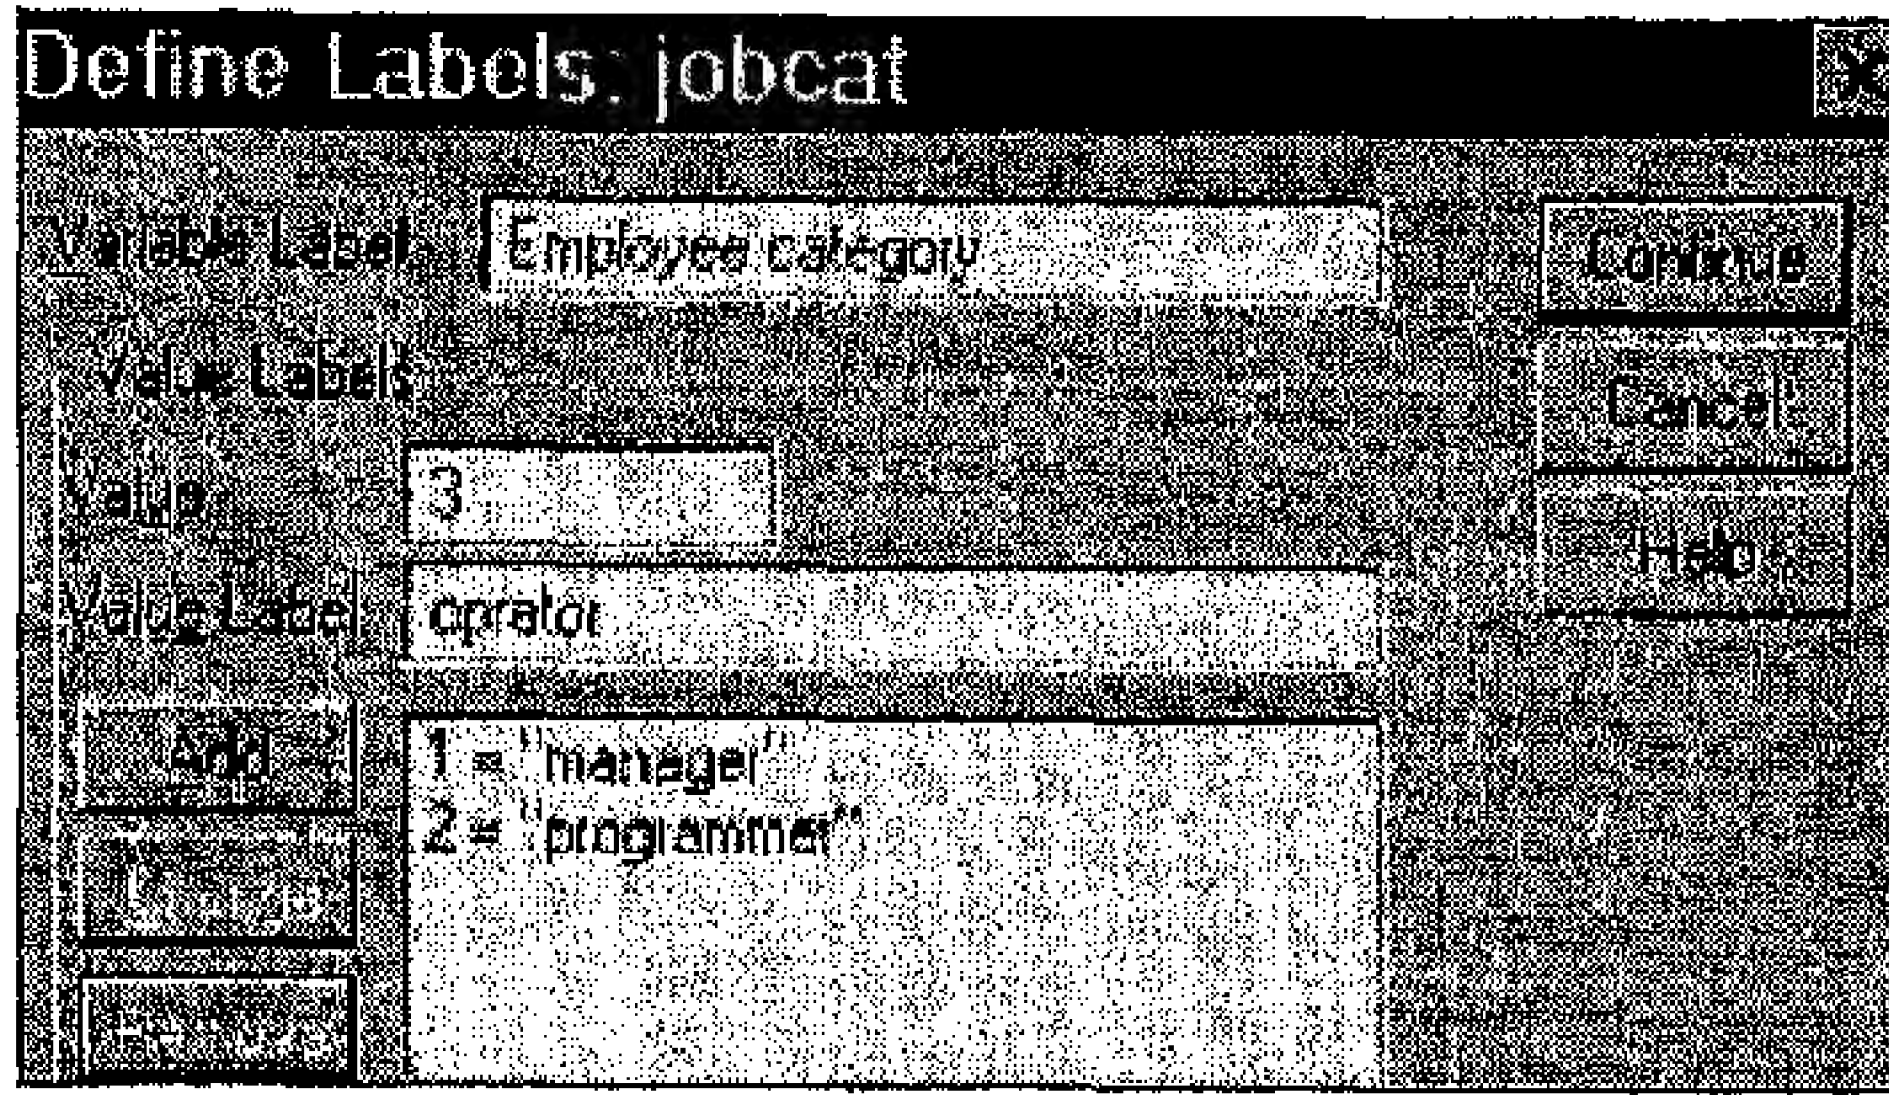 Define Labels: jobcat
Variable Label: Employee category
Continue
Value Labels
Cancel
Value: 3
Help
Value Label: oprator
Add
1 = "manager"
2 = "programmer"